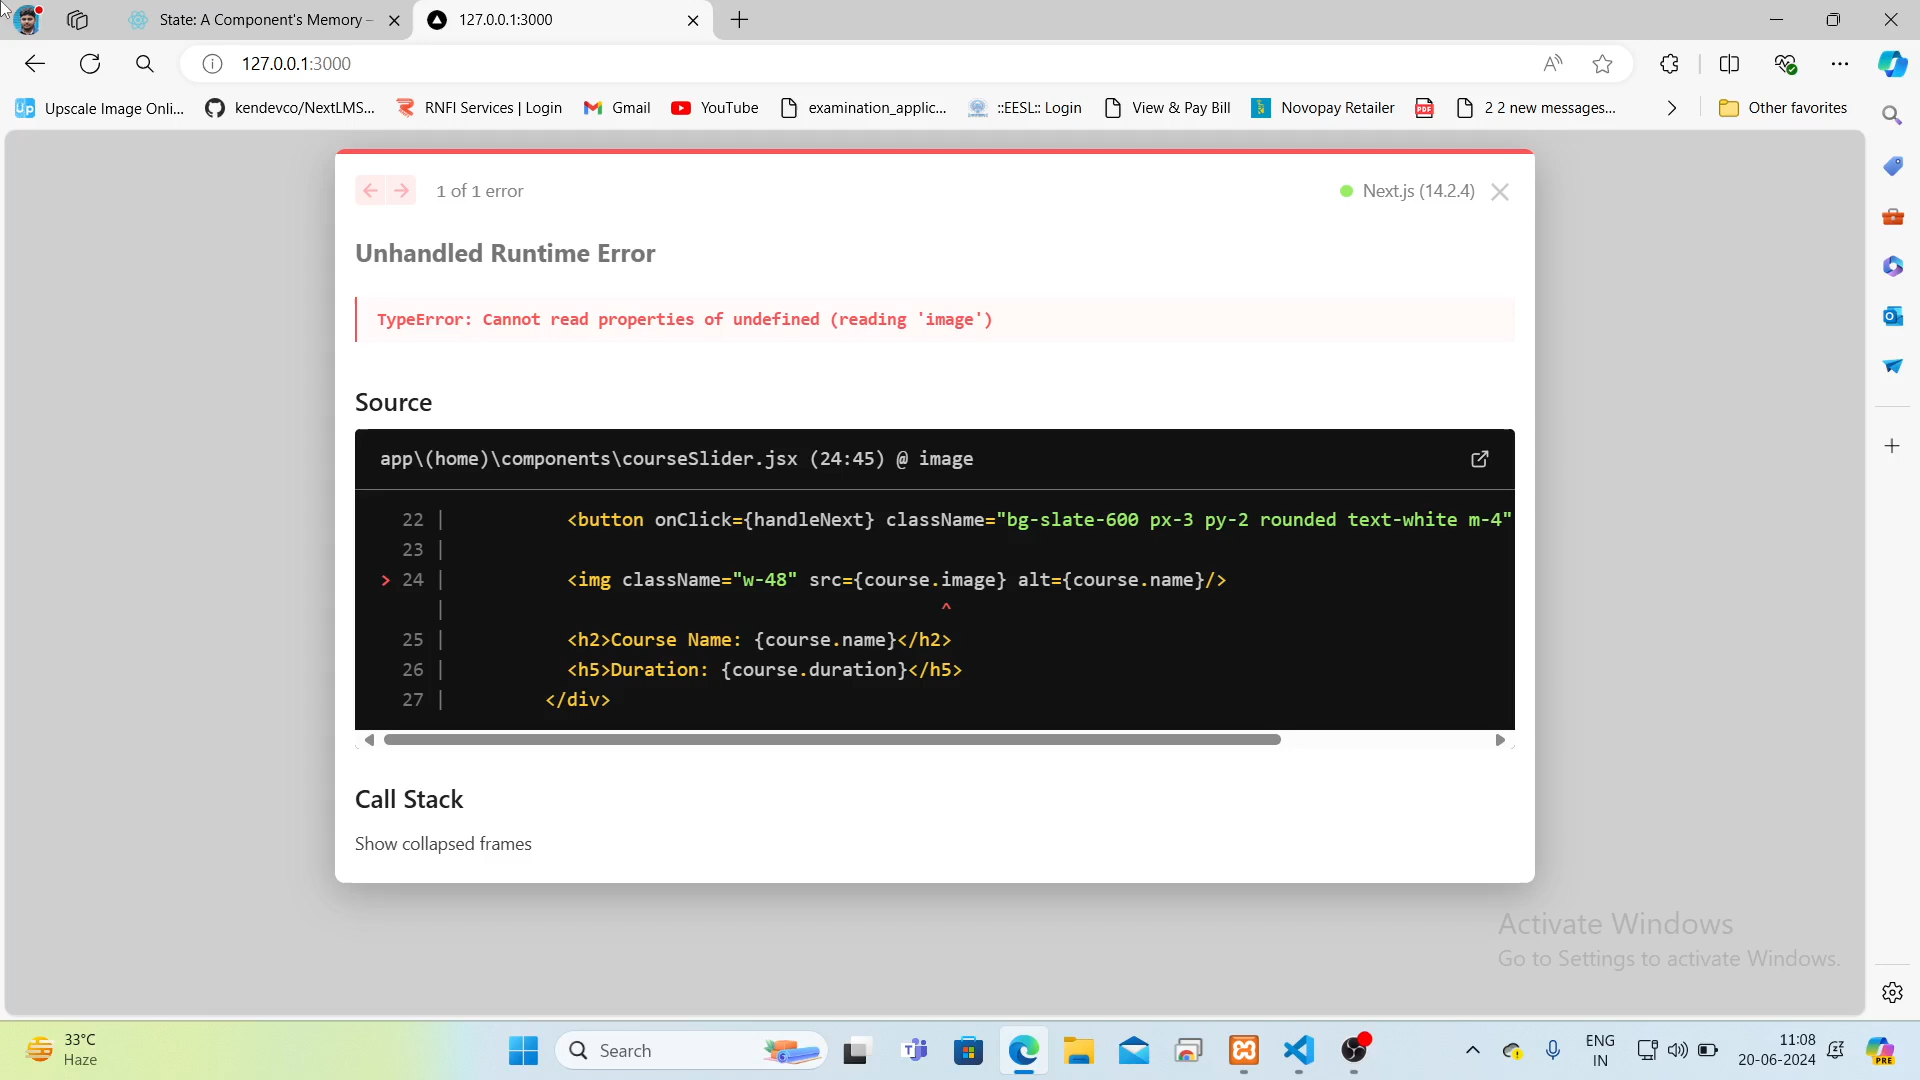 State: A Component's Memory –
127.0.0.1:3000
127.0.0.1:3000
Upscale Image Onli...
kendevco/NextLMS...
RNFI Services | Login
Gmail
YouTube
examination_applic...
::EESL:: Login
View & Pay Bill
Novopay Retailer
PDF
2 2 new messages...
Other favorites
1 of 1 error
Next.js (14.2.4)
Unhandled Runtime Error
TypeError: Cannot read properties of undefined (reading 'image')
Source
app\(home)\components\courseSlider.jsx (24:45) @ image
22 | <button onClick={handleNext} className="bg-slate-600 px-3 py-2 rounded text-white m-4"
23 |
> 24 | <img className="w-48" src={course.image} alt={course.name}/>
| ^
25 | <h2>Course Name: {course.name}</h2>
26 | <h5>Duration: {course.duration}</h5>
27 | </div>
Call Stack
Show collapsed frames
Activate Windows
Go to Settings to activate Windows.
33°C
Haze
Search
ENG
IN
11:08
20-06-2024
PRE